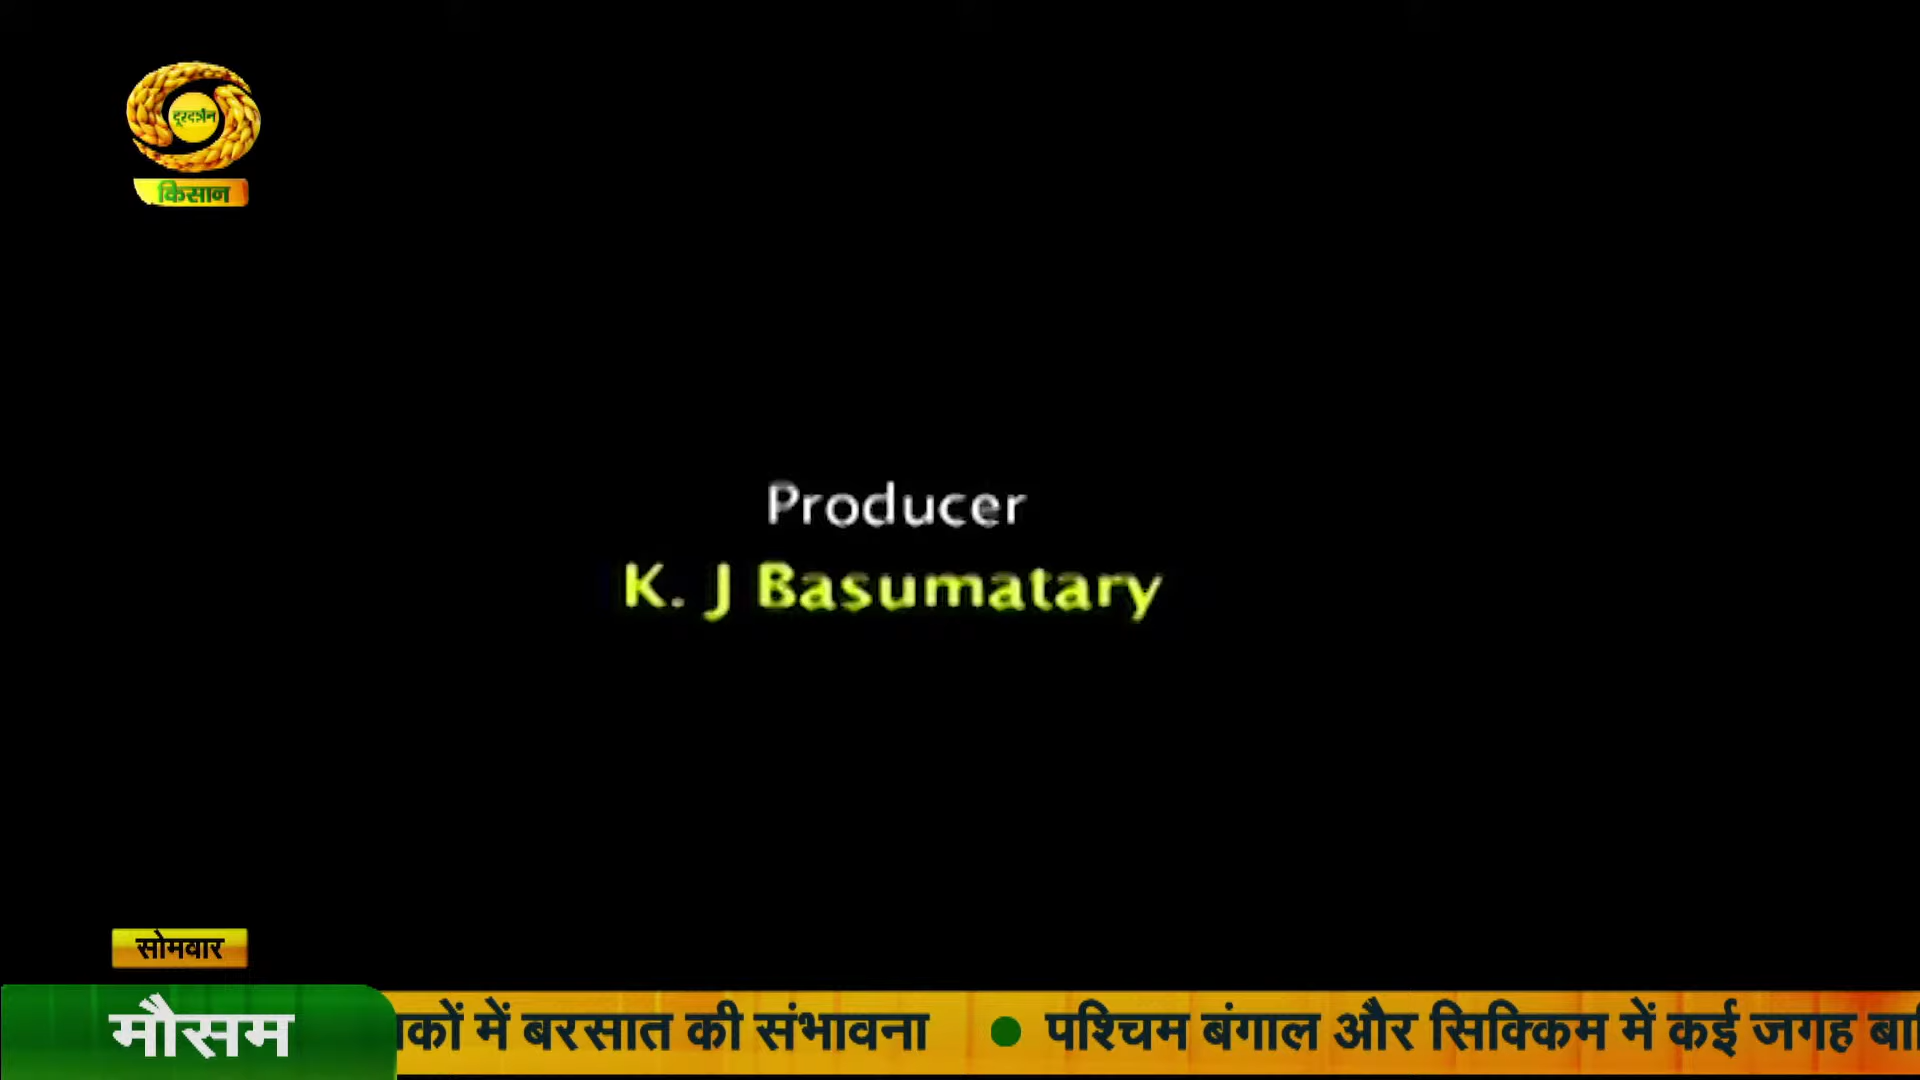 दूरदर्शन
किसान
Producer
K. J Basumatary
सोमवार
मौसम
में बरसात की संभावना ● पश्चिम बंगाल और सिक्किम में कई जगह